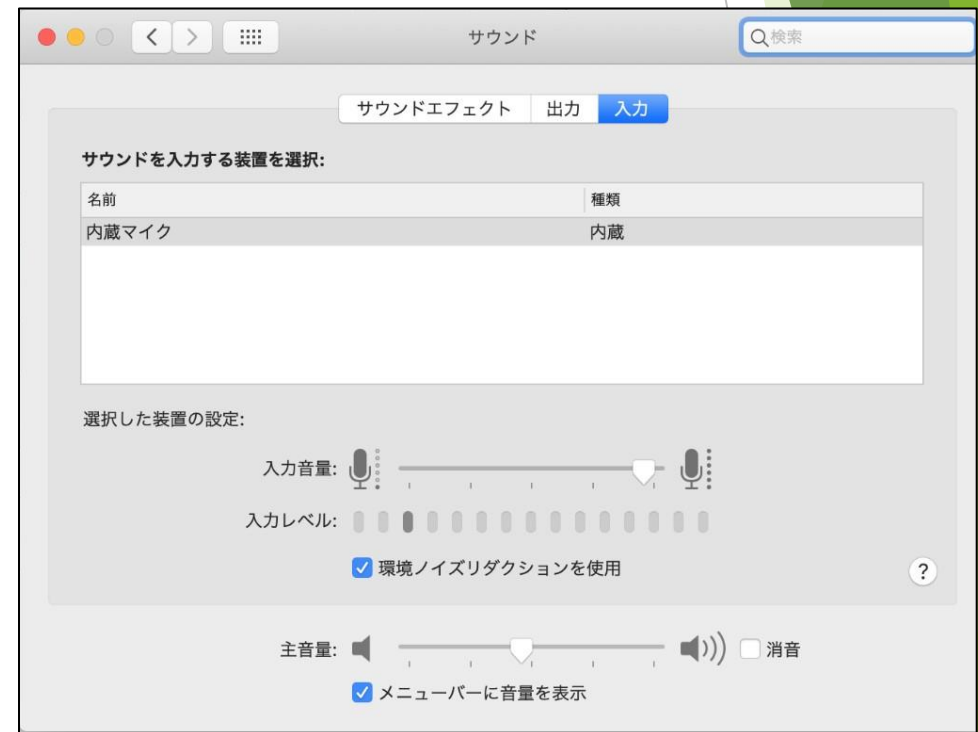 サウンド
検索
サウンドエフェクト 出力 入力
サウンドを入力する装置を選択:
名前 種類
内蔵マイク 内蔵
選択した装置の設定:
入力音量:
入力レベル:
環境ノイズリダクションを使用
?
主音量: 消音
メニューバーに音量を表示